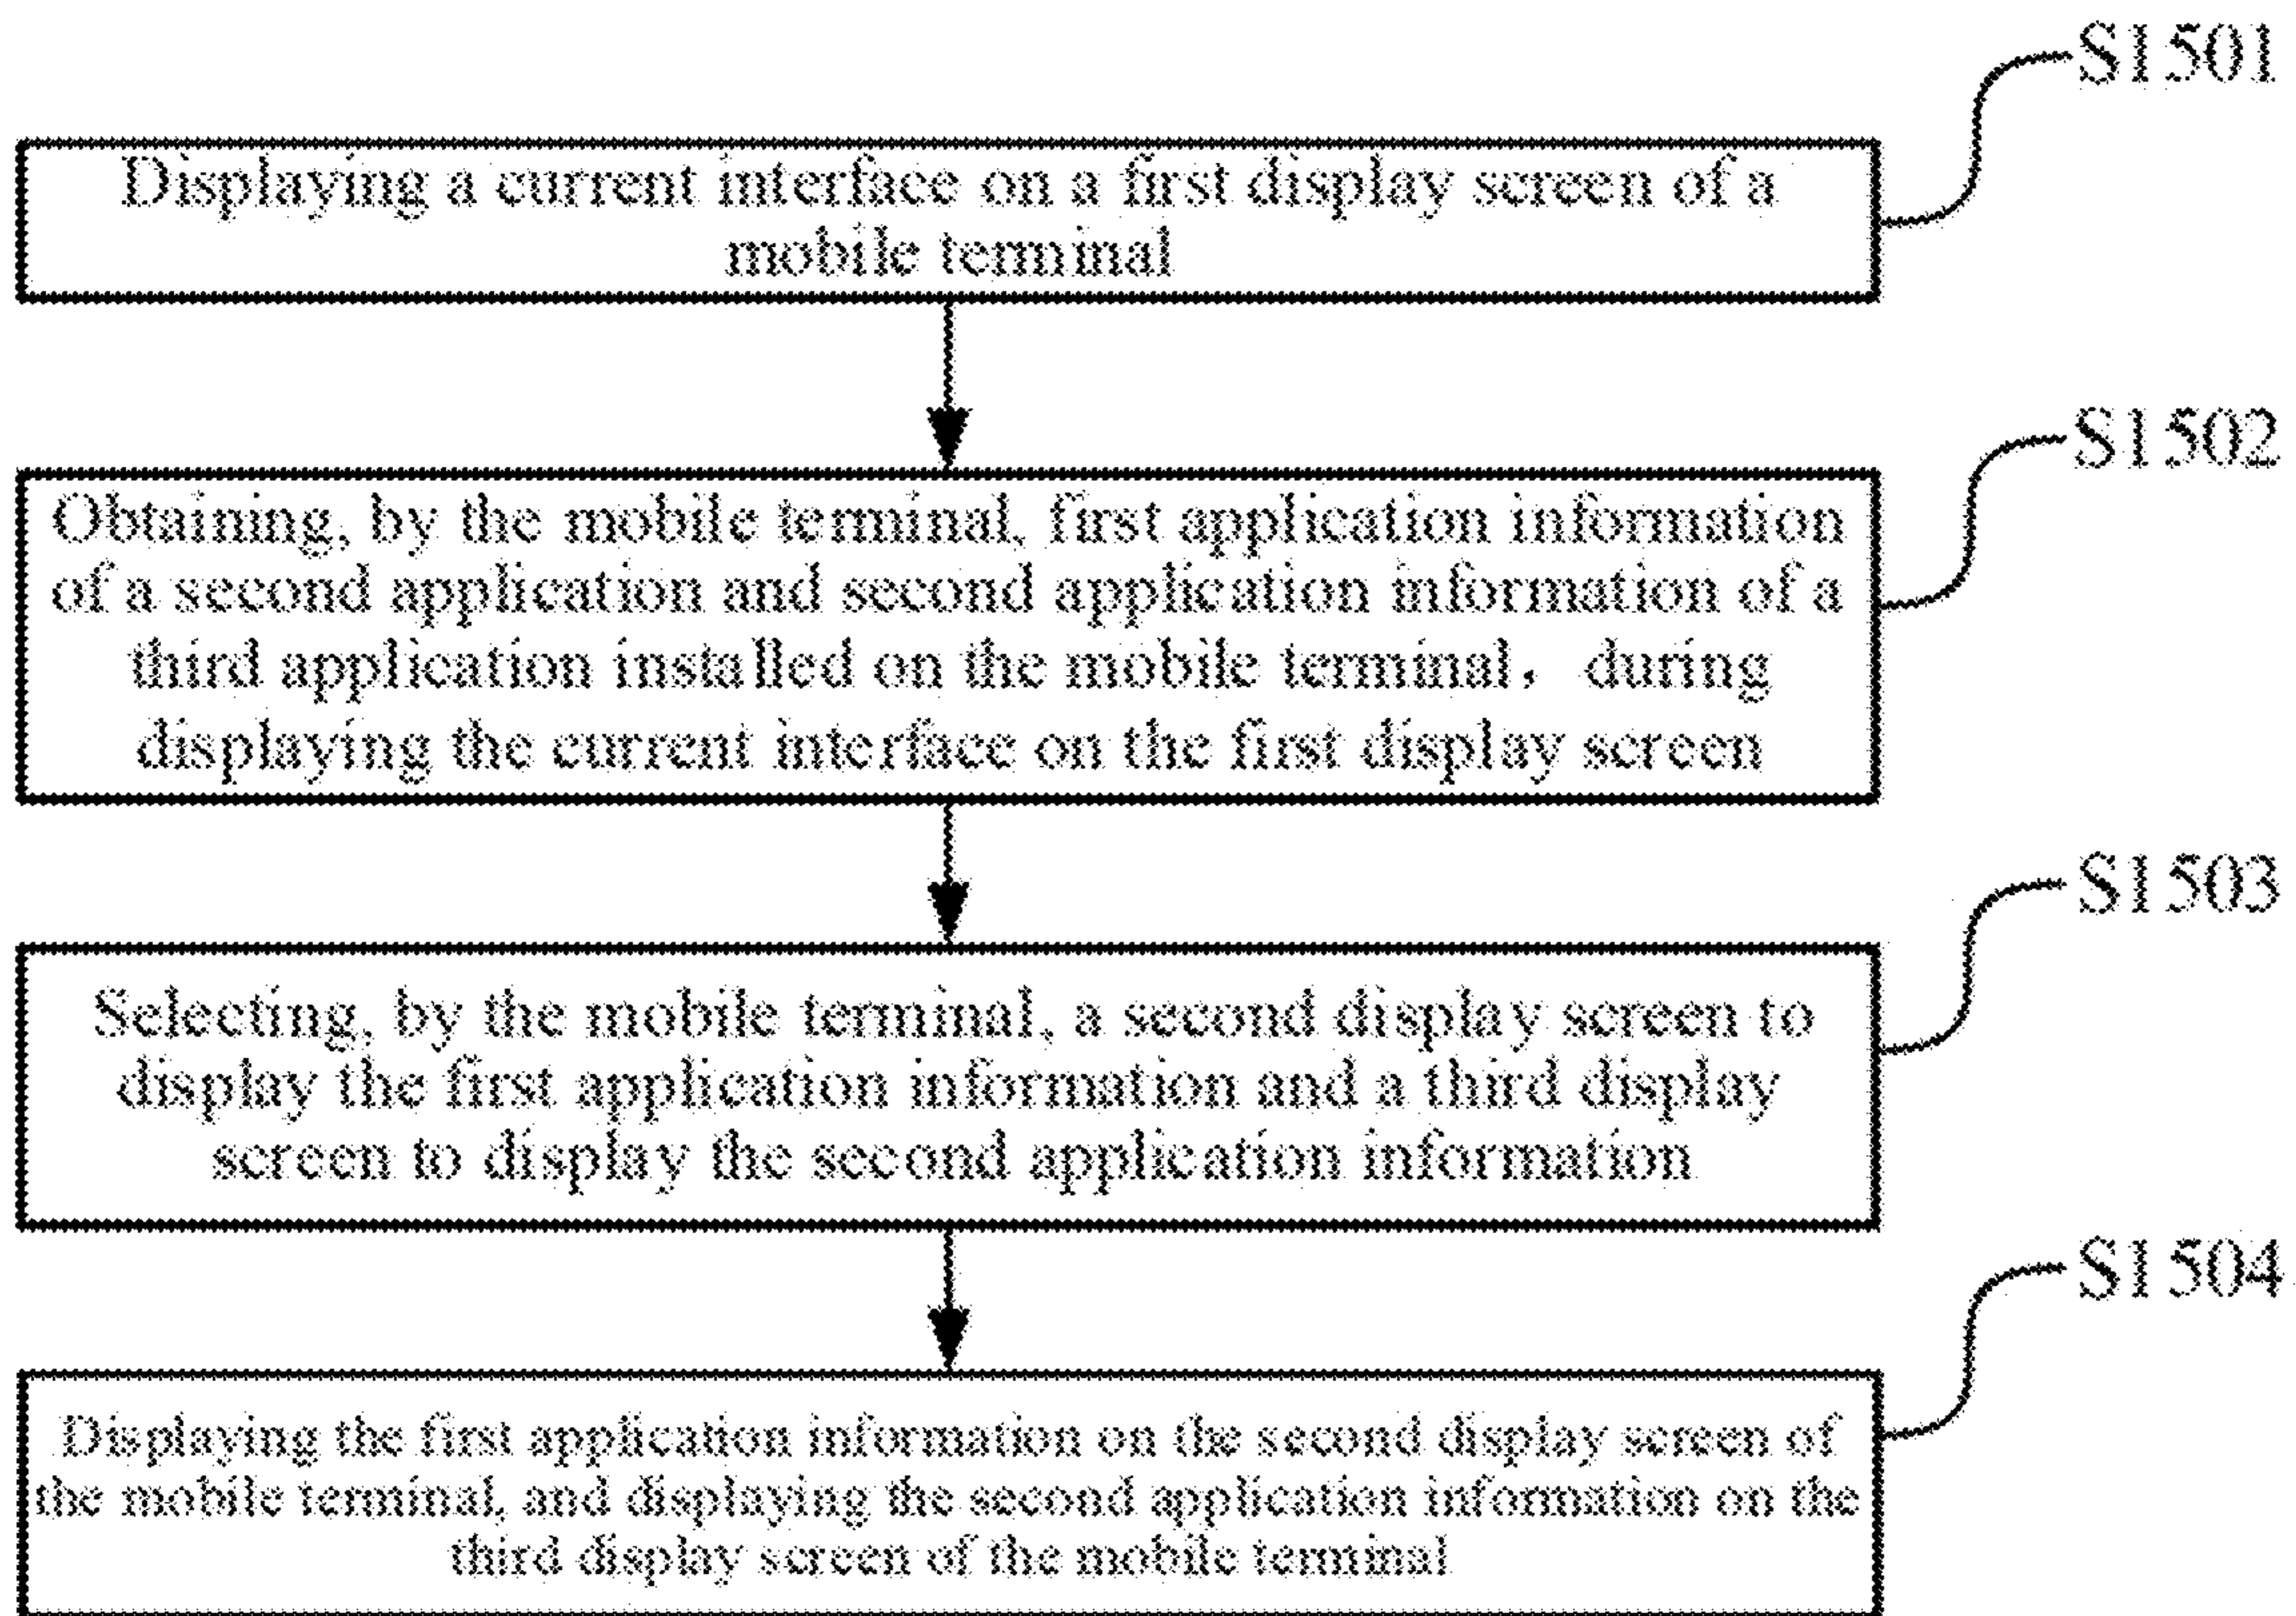 S1501
Displaying a current interface on a first display screen of a
mobile terminal
S1502
Obtaining, by the mobile terminal, first application information
of a second application and second application information of a
third application installed on the mobile terminal, during
displaying the current interface on the first display screen
S1503
Selecting, by the mobile terminal, a second display screen to
display the first application information and a third display
screen to display the second application information
S1504
Displaying the first application information on the second display screen of
the mobile terminal, and displaying the second application information on the
third display screen of the mobile terminal